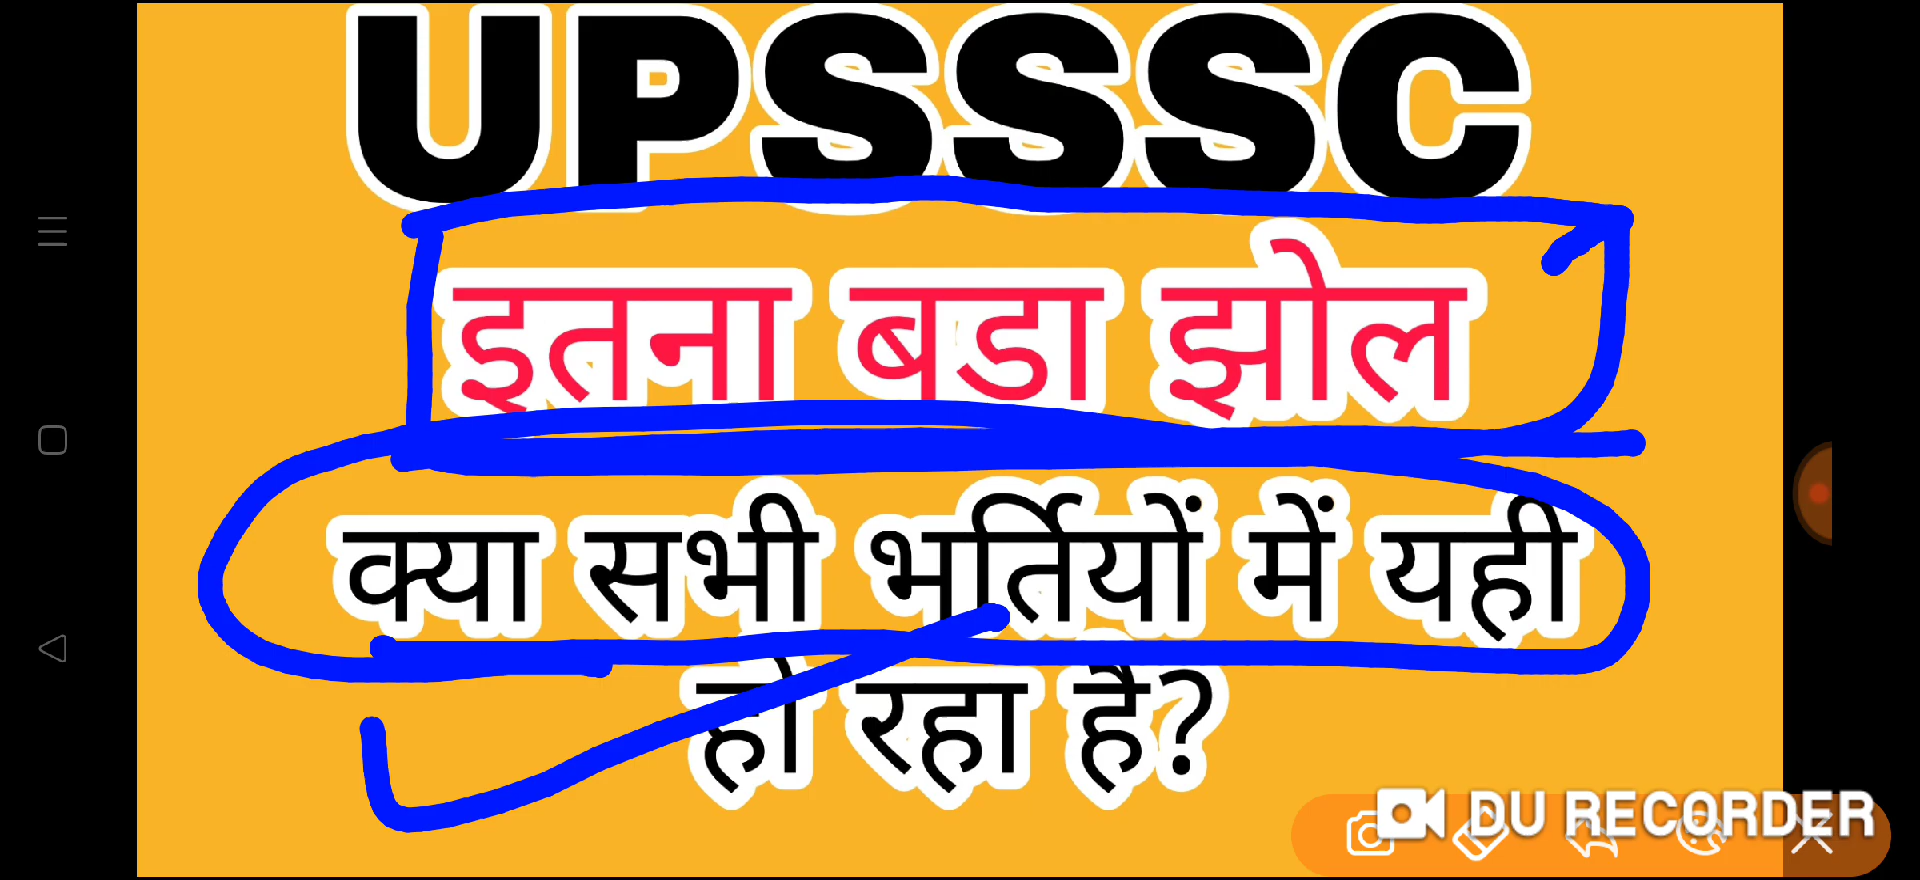 UPSSSC
इतना बडा झोल
क्या सभी भर्तियों में यही
हो रहा है?
DU RECORDER